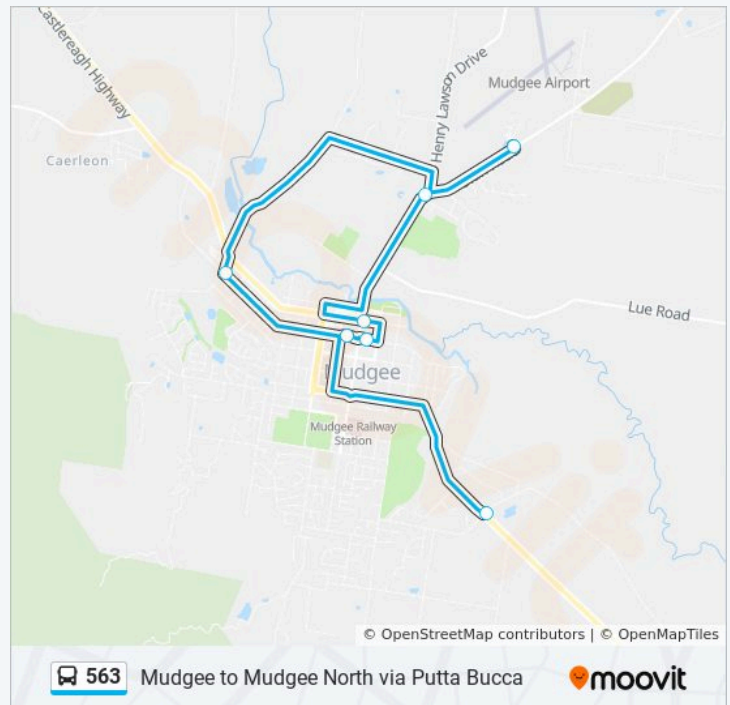 Castlereagh Highway
Henry Lawson Drive
Mudgee Airport
Caerleon
Lue Road
Mudgee
Mudgee Railway
Station
© OpenStreetMap contributors | © OpenMapTiles
563 Mudgee to Mudgee North via Putta Bucca moovit